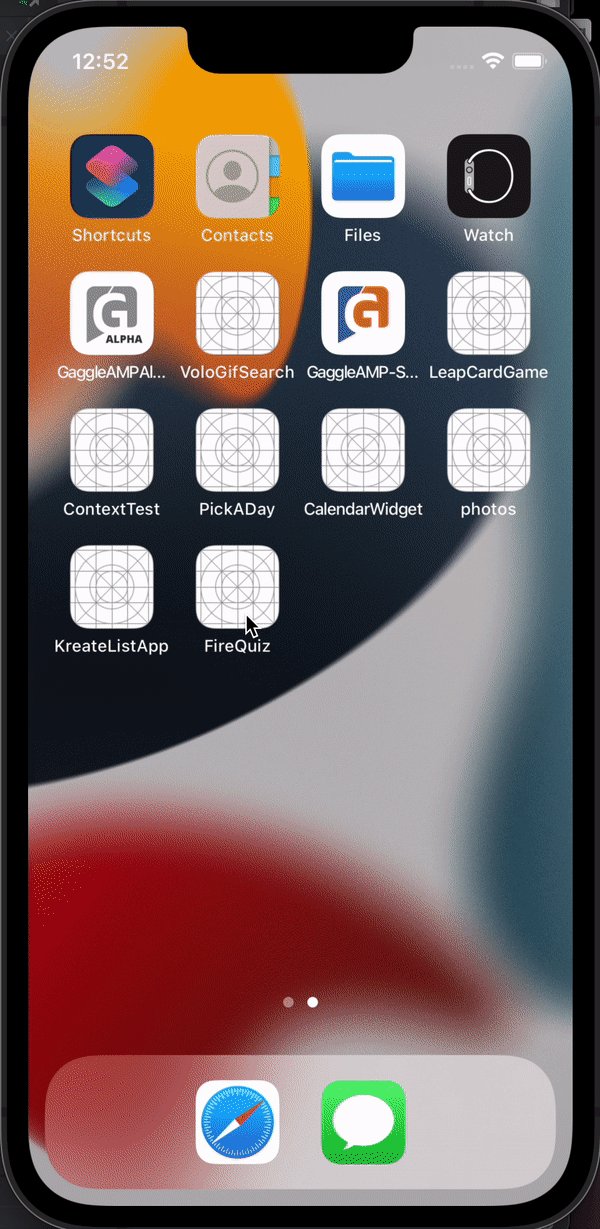 12:52
Shortcuts
Contacts
Files
Watch
ALPHA
GaggleAMPAl...
VoloGifSearch
GaggleAMP-S...
LeapCardGame
ContextTest
PickADay
CalendarWidget
photos
KreateListApp
FireQuiz